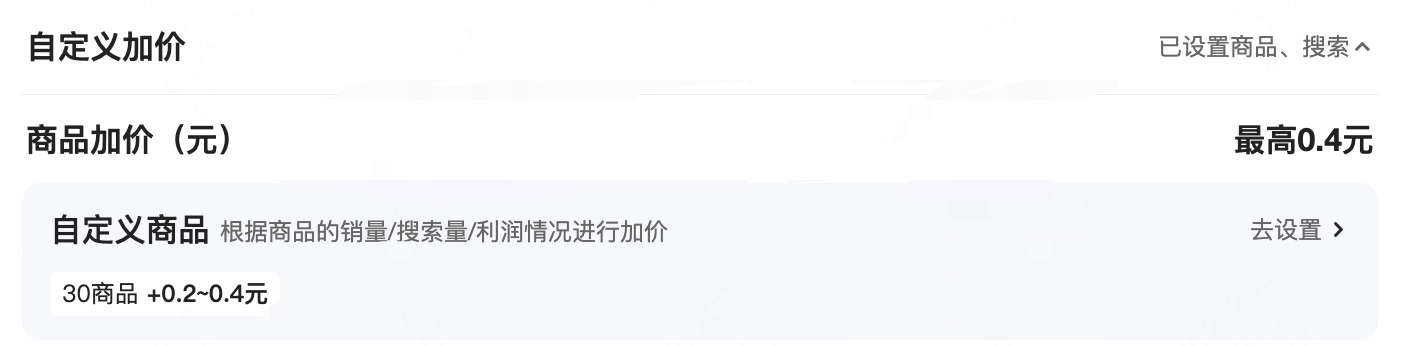 自定义加价 已设置商品、搜索
商品加价（元） 最高0.4元
自定义商品 根据商品的销量/搜索量/利润情况进行加价 去设置
30商品 +0.2~0.4元